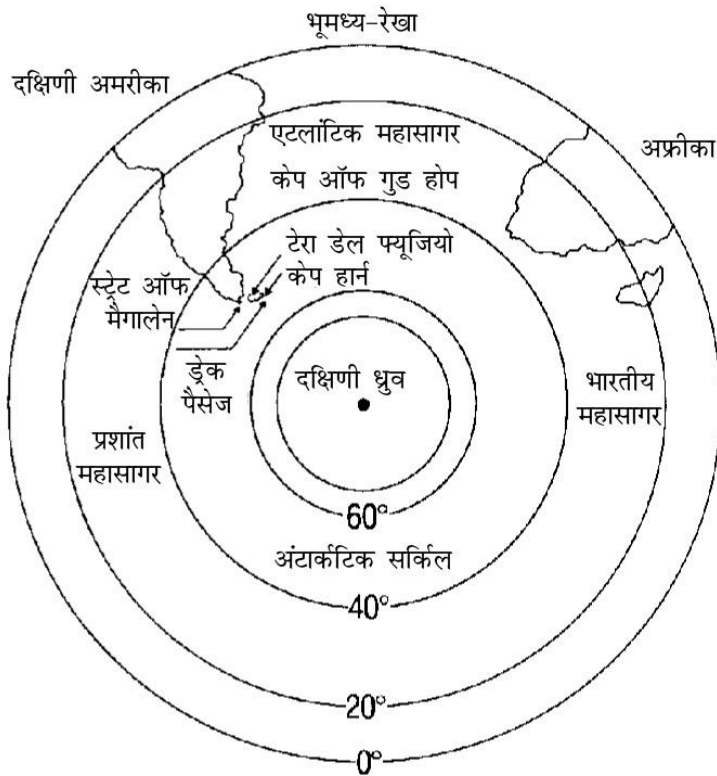 भूमध्य-रेखा
दक्षिणी अमरीका
एटलांटिक महासागर
अफ्रीका
केप ऑफ गुड होप
टेरा डेल फ्यूजियो
केप हार्न
स्ट्रेट ऑफ
मैगालेन
ड्रेक
पैसेज
दक्षिणी ध्रुव
भारतीय
महासागर
प्रशांत
महासागर
60°
अंटार्कटिक सर्किल
40°
20°
0°